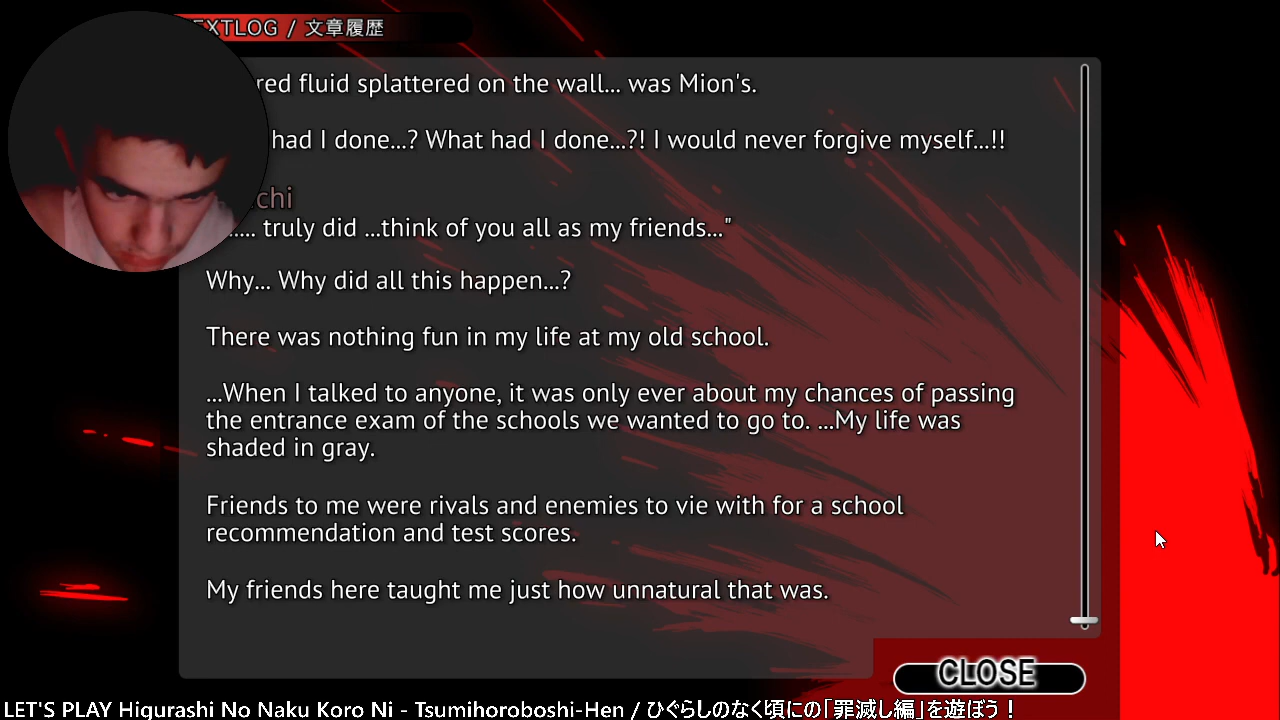 EXTLOG / 文章履歴
red fluid splattered on the wall... was Mion's.
had I done...? What had I done...?! I would never forgive myself...!!
ichi
..... truly did ...think of you all as my friends..."
Why... Why did all this happen...?
There was nothing fun in my life at my old school.
...When I talked to anyone, it was only ever about my chances of passing
the entrance exam of the schools we wanted to go to. ...My life was
shaded in gray.
Friends to me were rivals and enemies to vie with for a school
recommendation and test scores.
My friends here taught me just how unnatural that was.
CLOSE
LET'S PLAY Higurashi No Naku Koro Ni - Tsumihoroboshi-Hen / ひぐらしのなく頃にの「罪滅し編」を遊ぼう！